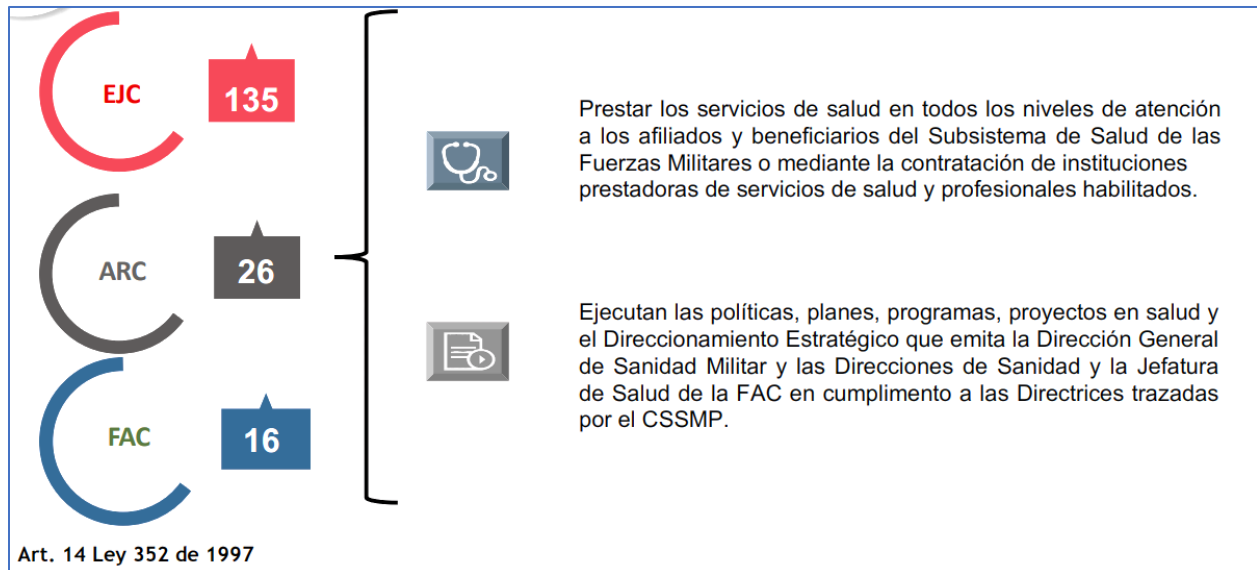 EJC
135
ARC
26
FAC
16
Prestar los servicios de salud en todos los niveles de atención
a los afiliados y beneficiarios del Subsistema de Salud de las
Fuerzas Militares o mediante la contratación de instituciones
prestadoras de servicios de salud y profesionales habilitados.
Ejecutan las políticas, planes, programas, proyectos en salud y
el Direccionamiento Estratégico que emita la Dirección General
de Sanidad Militar y las Direcciones de Sanidad y la Jefatura
de Salud de la FAC en cumplimento a las Directrices trazadas
por el CSSMP.
Art. 14 Ley 352 de 1997